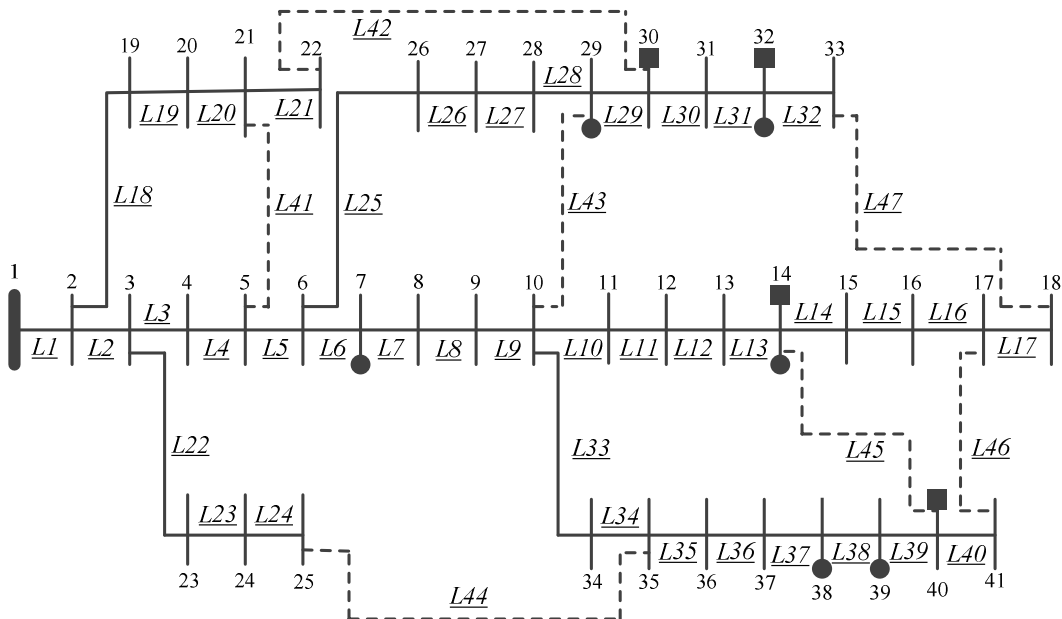 L42
19 20 21 22 26 27 28 29 30 31 32 33
L28
L19 L20 L21 L26 L27 L29 L30 L31 L32
L18 L41 L25 L43 L47
1
2 3 4 5 6 7 8 9 10 11 12 13 14 15 16 17 18
L3 L14 L15 L16
L1 L2 L4 L5 L6 L7 L8 L9 L10 L11 L12 L13 L17
L22 L33 L45 L46
L23 L24 L34
L35 L36 L37 L38 L39 L40
23 24 25 34 35 36 37 38 39 40 41
L44